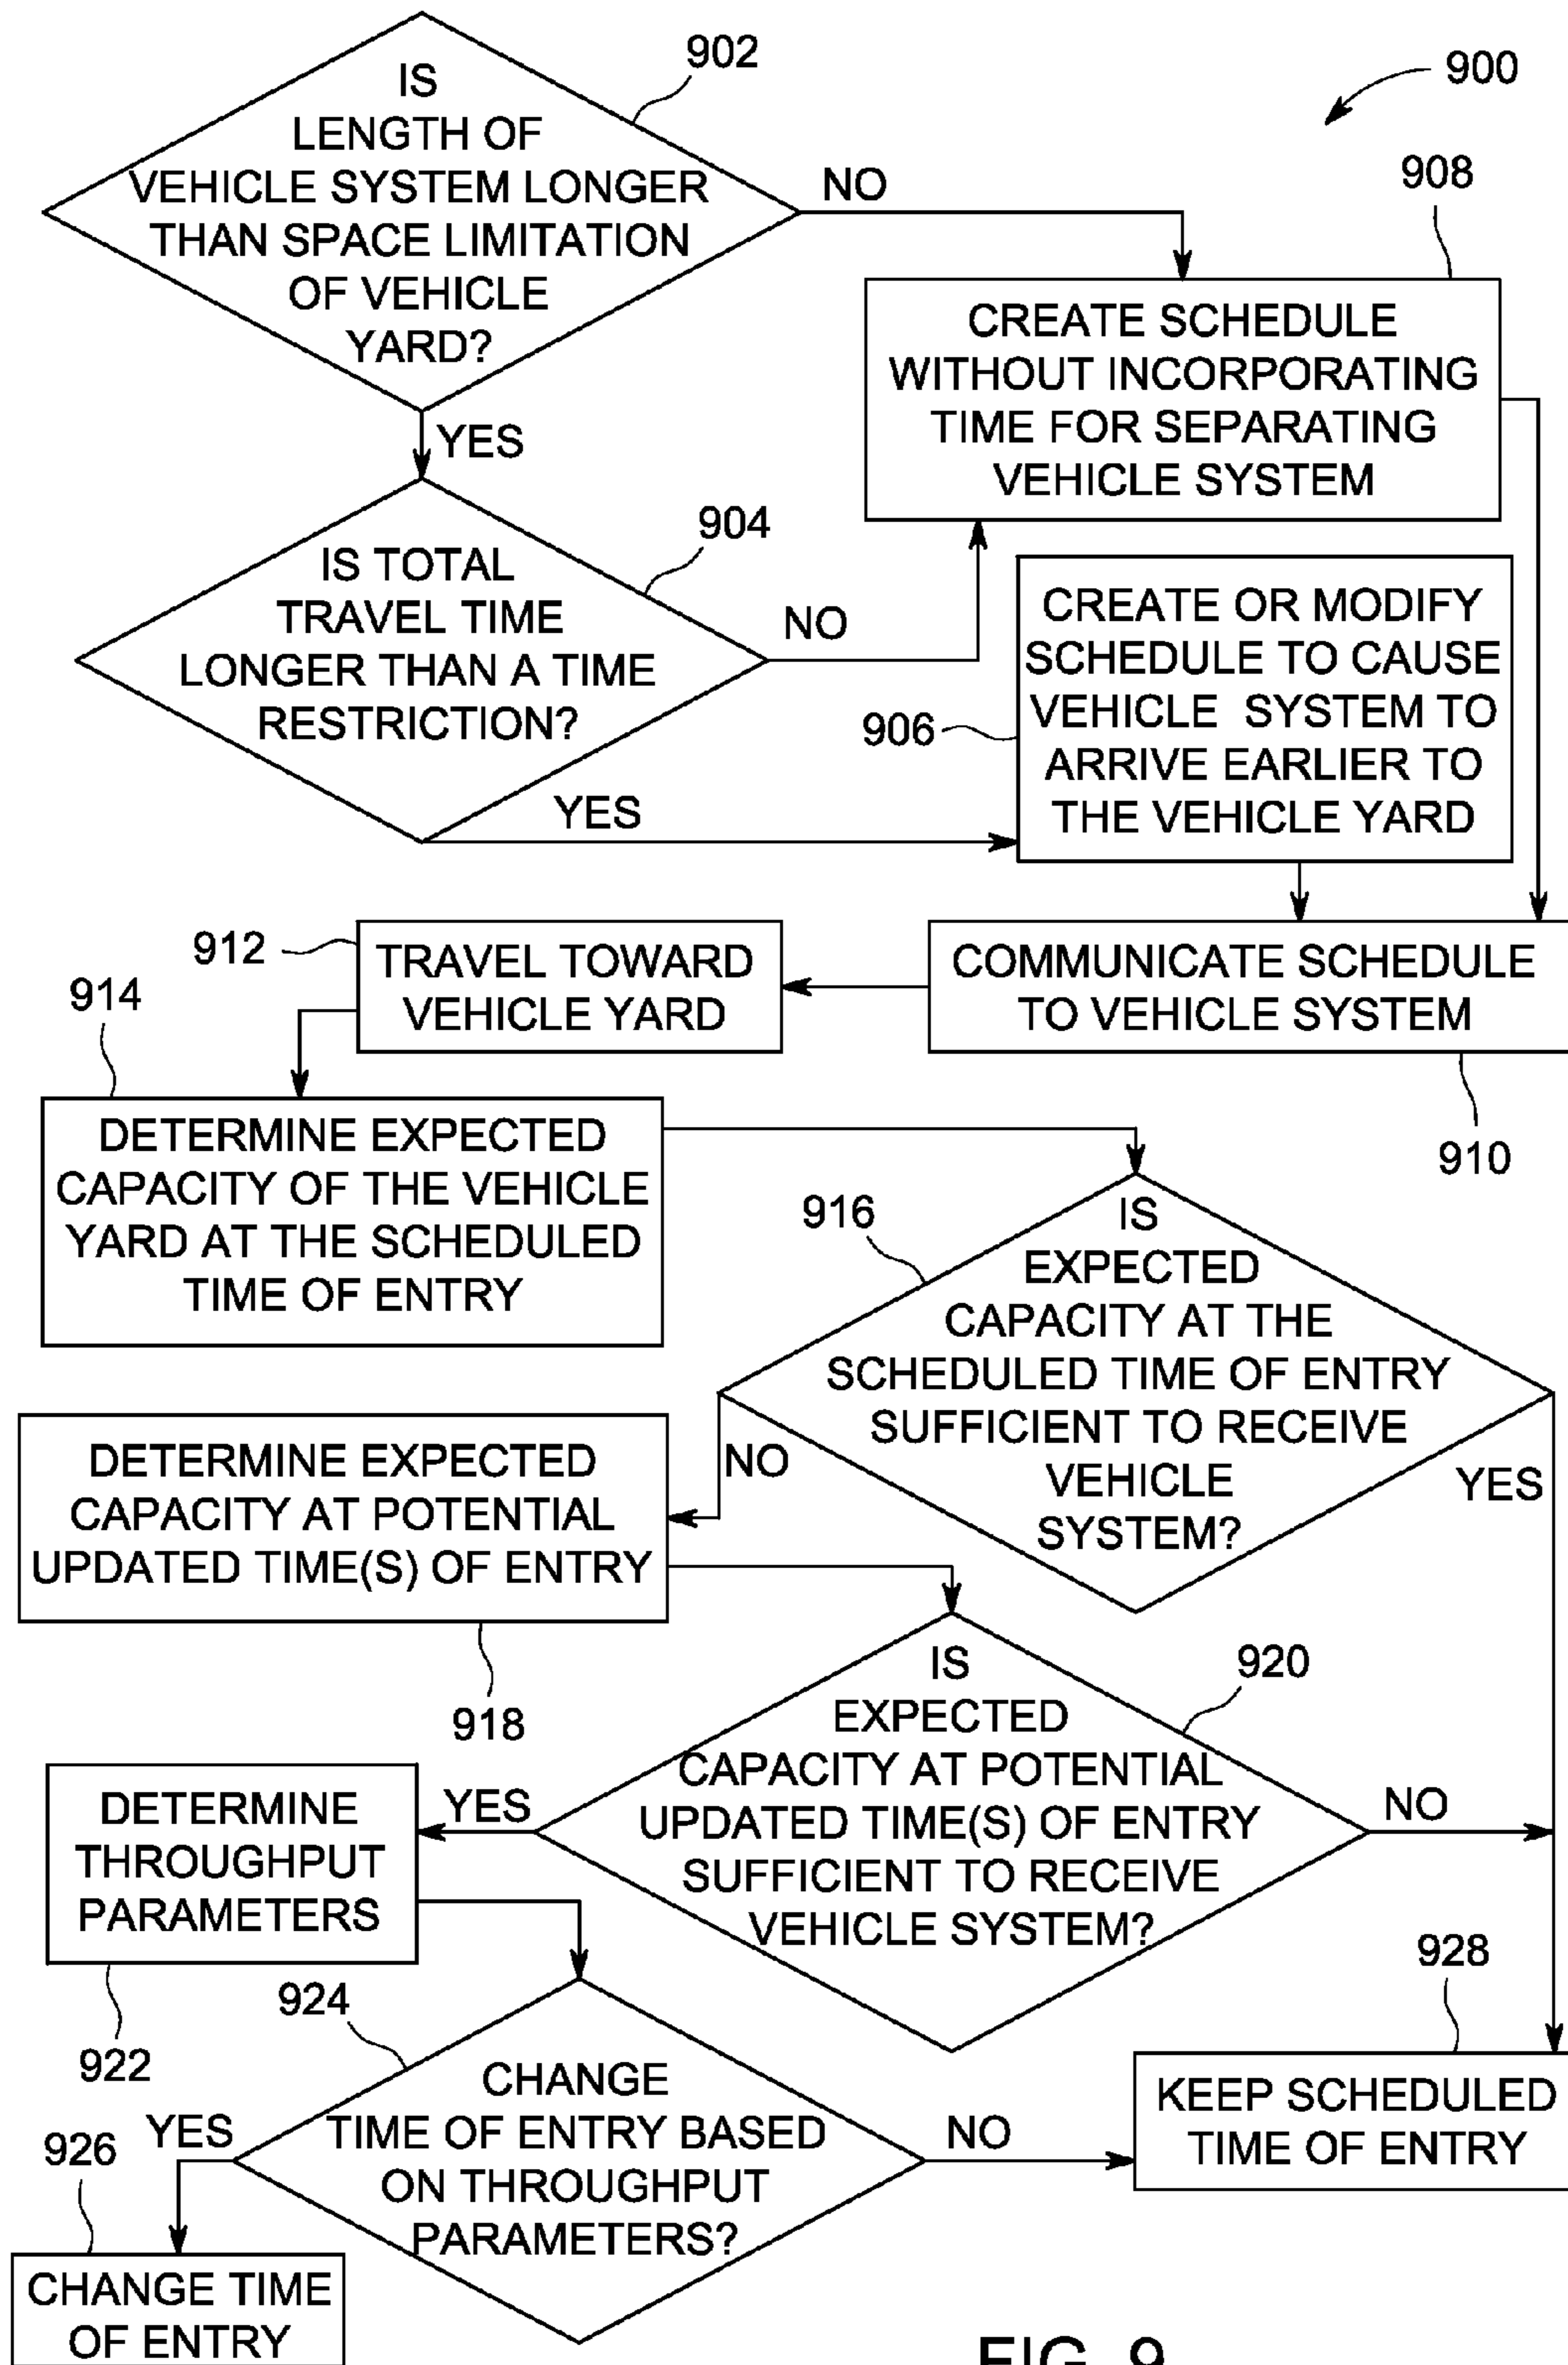 902
900
IS
LENGTH OF
VEHICLE SYSTEM LONGER
THAN SPACE LIMITATION
OF VEHICLE
YARD?
NO
908
CREATE SCHEDULE
WITHOUT INCORPORATING
TIME FOR SEPARATING
VEHICLE SYSTEM
YES
904
IS TOTAL
TRAVEL TIME
LONGER THAN A TIME
RESTRICTION?
NO
YES
906
CREATE OR MODIFY
SCHEDULE TO CAUSE
VEHICLE SYSTEM TO
ARRIVE EARLIER TO
THE VEHICLE YARD
COMMUNICATE SCHEDULE
TO VEHICLE SYSTEM
910
912
TRAVEL TOWARD
VEHICLE YARD
914
DETERMINE EXPECTED
CAPACITY OF THE VEHICLE
YARD AT THE SCHEDULED
TIME OF ENTRY
916
IS
EXPECTED
CAPACITY AT THE
SCHEDULED TIME OF ENTRY
SUFFICIENT TO RECEIVE
VEHICLE
SYSTEM?
NO
YES
DETERMINE EXPECTED
CAPACITY AT POTENTIAL
UPDATED TIME(S) OF ENTRY
918
920
IS
EXPECTED
CAPACITY AT POTENTIAL
UPDATED TIME(S) OF ENTRY
SUFFICIENT TO RECEIVE
VEHICLE SYSTEM?
YES
NO
DETERMINE
THROUGHPUT
PARAMETERS
922
924
CHANGE
TIME OF ENTRY BASED
ON THROUGHPUT
PARAMETERS?
YES
NO
926
CHANGE TIME
OF ENTRY
928
KEEP SCHEDULED
TIME OF ENTRY
FIG. 9